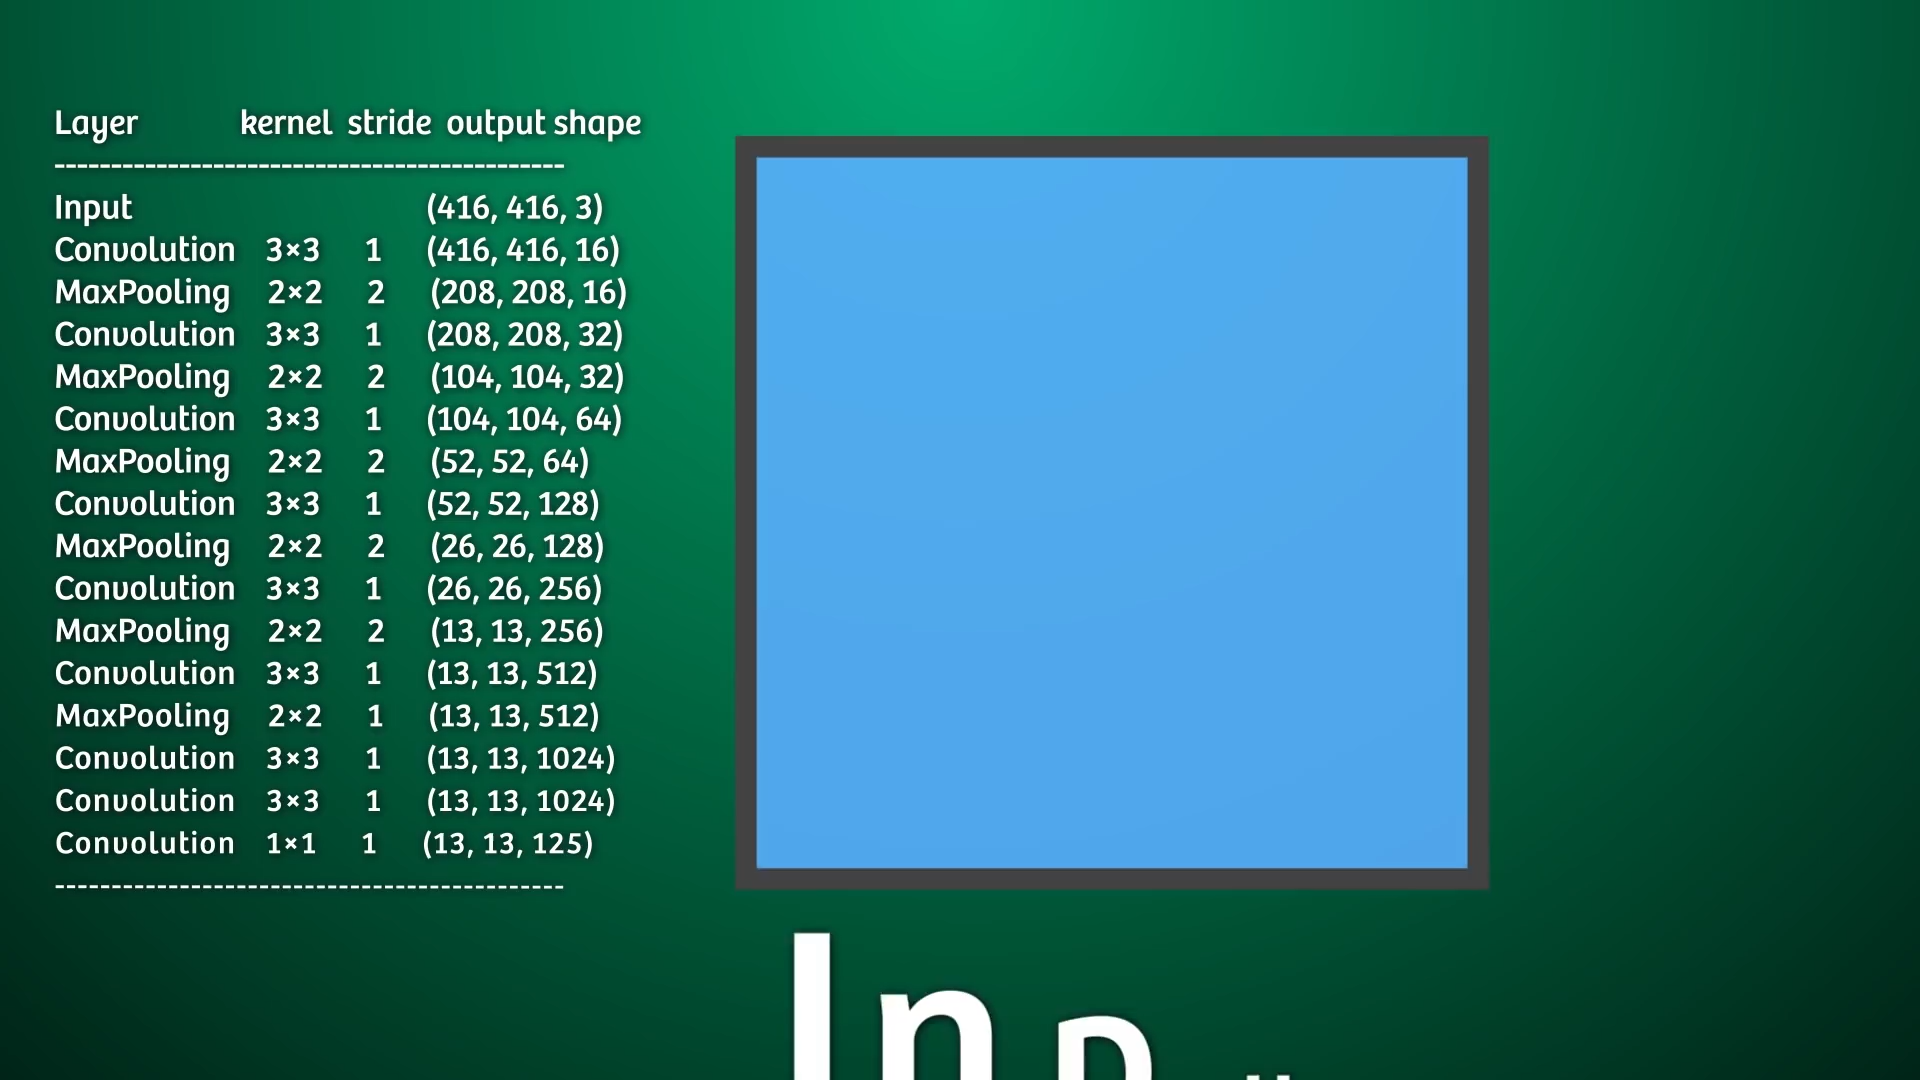 Layer kernel stride output shape
---------------------------------------------
Input (416, 416, 3)
Convolution 3×3 1 (416, 416, 16)
MaxPooling 2×2 2 (208, 208, 16)
Convolution 3×3 1 (208, 208, 32)
MaxPooling 2×2 2 (104, 104, 32)
Convolution 3×3 1 (104, 104, 64)
MaxPooling 2×2 2 (52, 52, 64)
Convolution 3×3 1 (52, 52, 128)
MaxPooling 2×2 2 (26, 26, 128)
Convolution 3×3 1 (26, 26, 256)
MaxPooling 2×2 2 (13, 13, 256)
Convolution 3×3 1 (13, 13, 512)
MaxPooling 2×2 1 (13, 13, 512)
Convolution 3×3 1 (13, 13, 1024)
Convolution 3×3 1 (13, 13, 1024)
Convolution 1×1 1 (13, 13, 125)
---------------------------------------------